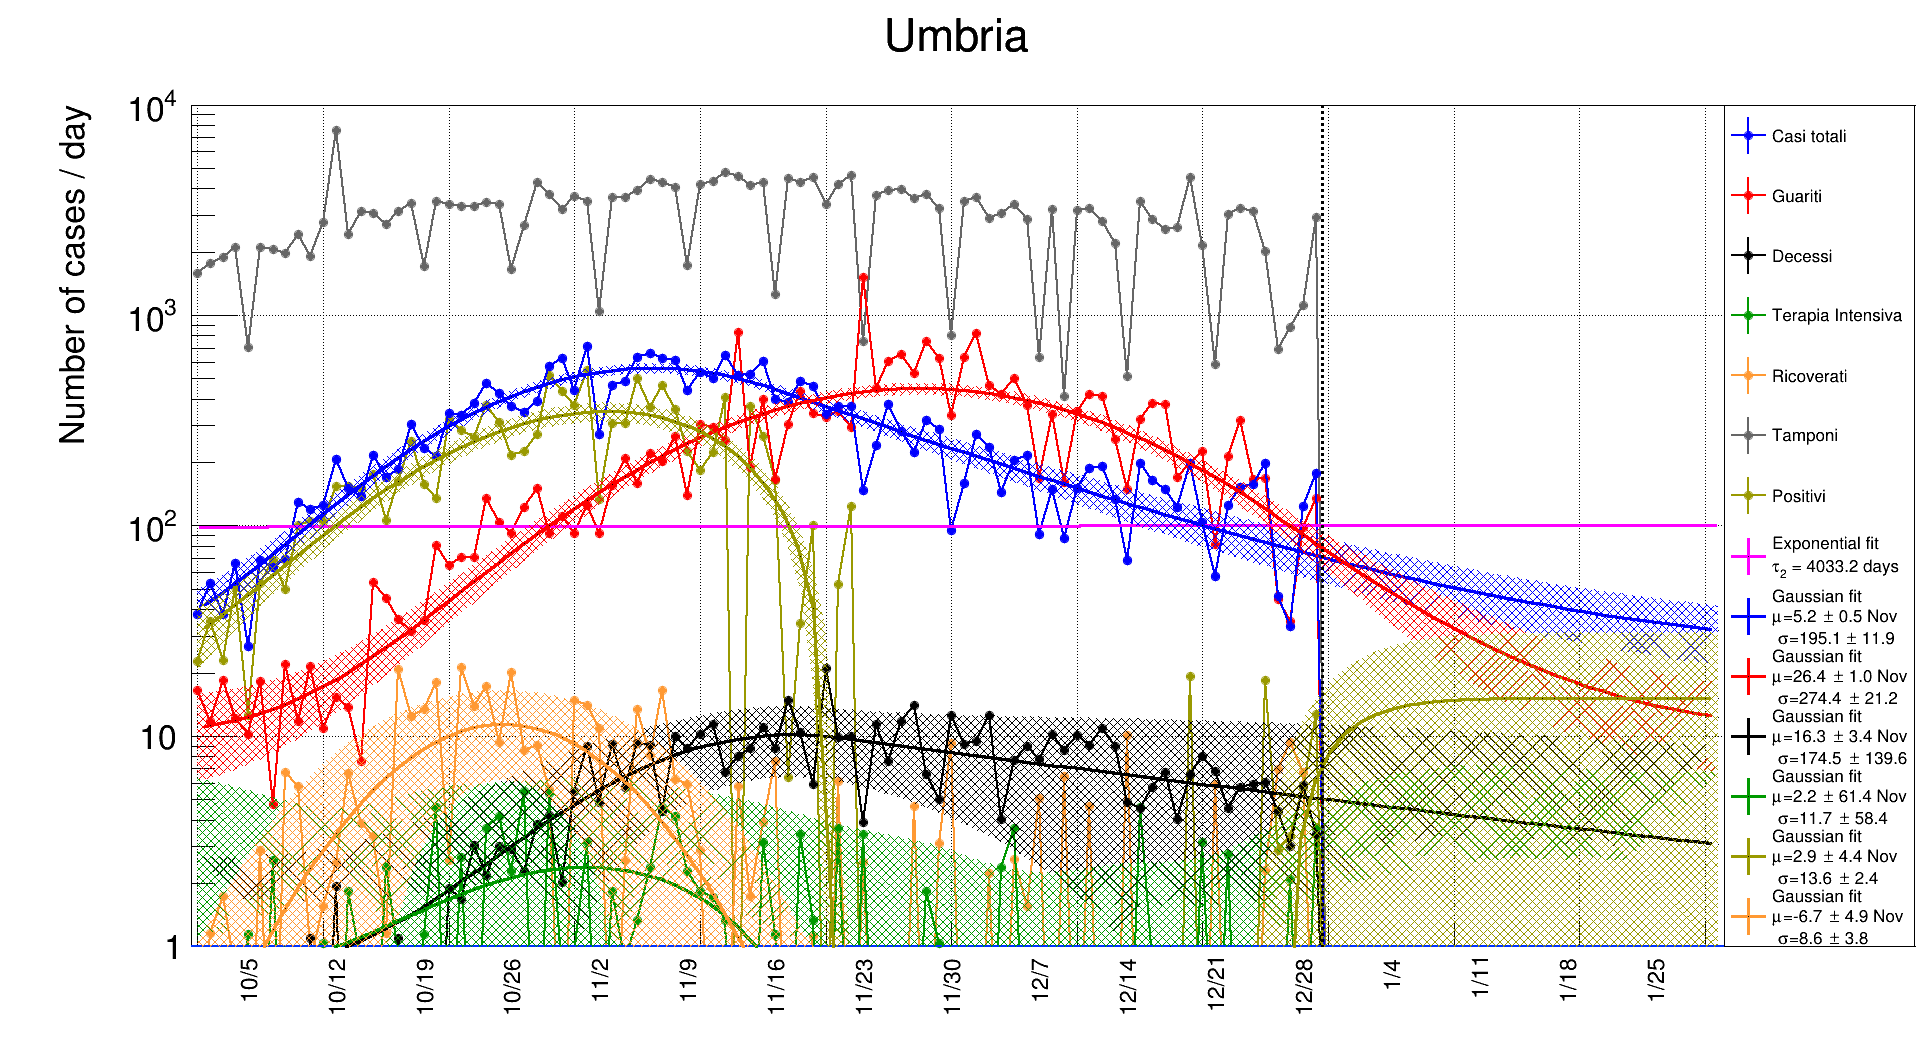 Umbria
Number of cases / day
10^4
10^3
10^2
10
1
10/5
10/12
10/19
10/26
11/2
11/9
11/16
11/23
11/30
12/7
12/14
12/21
12/28
1/4
1/11
1/18
1/25
Casi totali
Guariti
Decessi
Terapia Intensiva
Ricoverati
Tamponi
Positivi
Exponential fit
τ_2 = 4033.2 days
Gaussian fit
μ=5.2 ± 0.5 Nov
σ=195.1 ± 11.9
Gaussian fit
μ=26.4 ± 1.0 Nov
σ=274.4 ± 21.2
Gaussian fit
μ=16.3 ± 3.4 Nov
σ=174.5 ± 139.6
Gaussian fit
μ=2.2 ± 61.4 Nov
σ=11.7 ± 58.4
Gaussian fit
μ=2.9 ± 4.4 Nov
σ=13.6 ± 2.4
Gaussian fit
μ=-6.7 ± 4.9 Nov
σ=8.6 ± 3.8